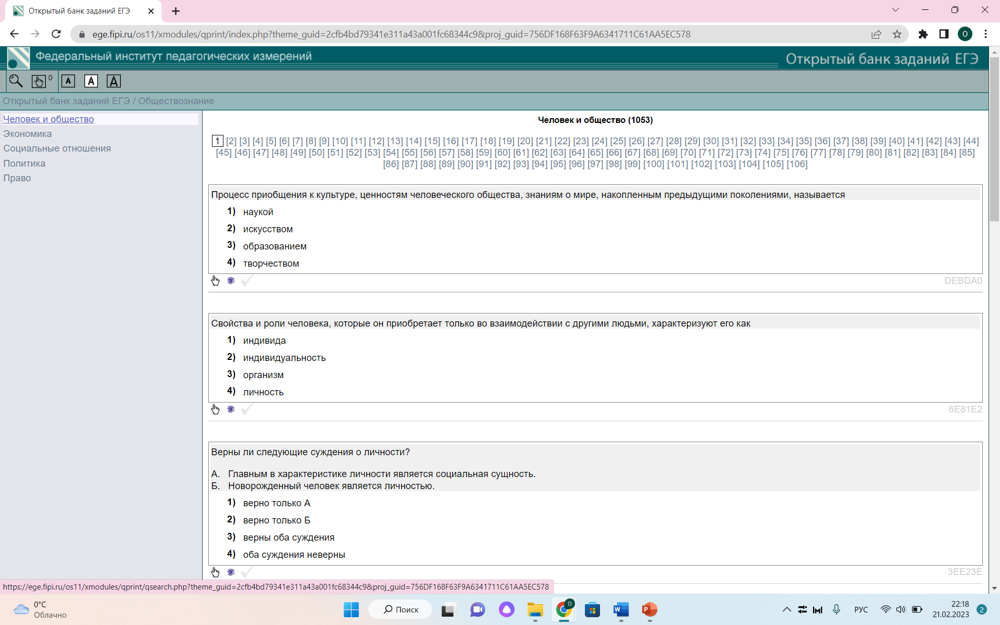 Открытый банк заданий ЕГЭ
ege.fipi.ru/os11/xmodules/qprint/index.php?theme_guid=2cfb4bd79341e311a43a001fc68344c9&proj_guid=756DF168F63F9A6341711C61AA5EC578
O
Федеральный институт педагогических измерений
Открытый банк заданий ЕГЭ
0 A A A
Открытый банк заданий ЕГЭ / Обществознание
Человек и общество
Экономика
Социальные отношения
Политика
Право
Человек и общество (1053)
1 [2] [3] [4] [5] [6] [7] [8] [9] [10] [11] [12] [13] [14] [15] [16] [17] [18] [19] [20] [21] [22] [23] [24] [25] [26] [27] [28] [29] [30] [31] [32] [33] [34] [35] [36] [37] [38] [39] [40] [41] [42] [43] [44]
[45] [46] [47] [48] [49] [50] [51] [52] [53] [54] [55] [56] [57] [58] [59] [60] [61] [62] [63] [64] [65] [66] [67] [68] [69] [70] [71] [72] [73] [74] [75] [76] [77] [78] [79] [80] [81] [82] [83] [84] [85]
[86] [87] [88] [89] [90] [91] [92] [93] [94] [95] [96] [97] [98] [99] [100] [101] [102] [103] [104] [105] [106]
Процесс приобщения к культуре, ценностям человеческого общества, знаниям о мире, накопленным предыдущими поколениями, называется
1) наукой
2) искусством
3) образованием
4) творчеством
DEBDA0
Свойства и роли человека, которые он приобретает только во взаимодействии с другими людьми, характеризуют его как
1) индивида
2) индивидуальность
3) организм
4) личность
6E81E2
Верны ли следующие суждения о личности?
А. Главным в характеристике личности является социальная сущность.
Б. Новорожденный человек является личностью.
1) верно только А
2) верно только Б
3) верны оба суждения
4) оба суждения неверны
3EE23E
https://ege.fipi.ru/os11/xmodules/qprint/qsearch.php?theme_guid=2cfb4bd79341e311a43a001fc68344c9&proj_guid=756DF168F63F9A6341711C61AA5EC578
0°C
Облачно
Поиск
РУС
22:18
21.02.2023
2